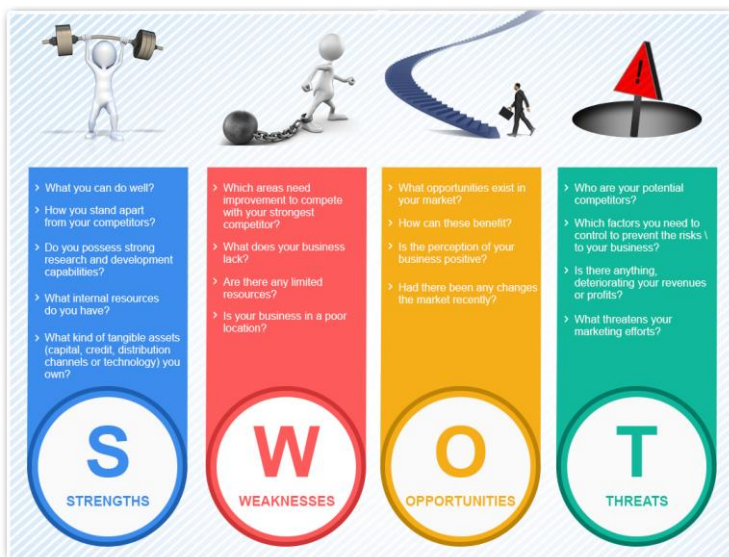 What you can do well?
How you stand apart
from your competitors?
Do you possess strong
research and development
capabilities?
What internal resources
do you have?
What kind of tangible assets
(capital, credit, distribution
channels or technology) you
own?
S
STRENGTHS
Which areas need
improvement to compete
with your strongest
competitor?
What does your business
lack?
Are there any limited
resources?
Is your business in a poor
location?
W
WEAKNESSES
What opportunities exist in
your market?
How can these benefit?
Is the perception of your
business positive?
Had there been any changes
the market recently?
O
OPPORTUNITIES
!
Who are your potential
competitors?
Which factors you need to
control to prevent the risks \
to your business?
Is there anything,
deteriorating your revenues
or profits?
What threatens your
marketing efforts?
T
THREATS